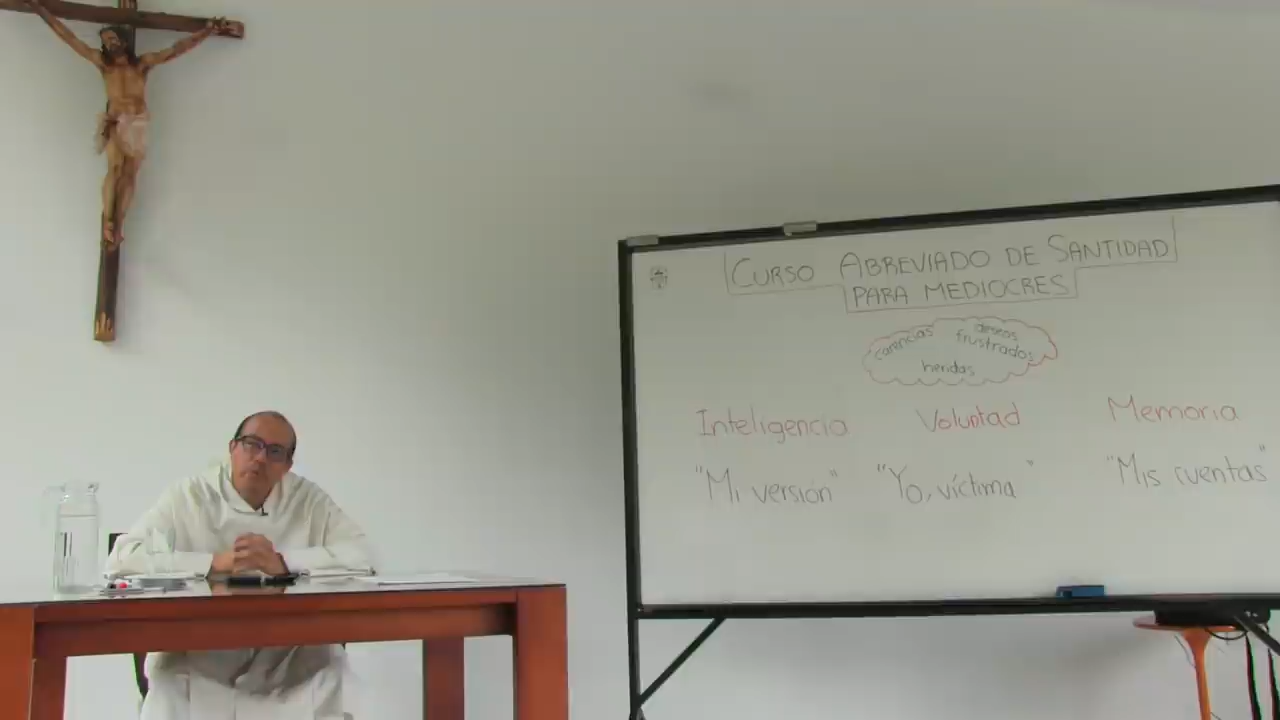 CURSO ABREVIADO DE SANTIDAD
PARA MEDIOCRES
carencias deseos frustrados
heridas
Inteligencia Voluntad Memoria
"Mi versión" "Yo, víctima" "Mis cuentas"